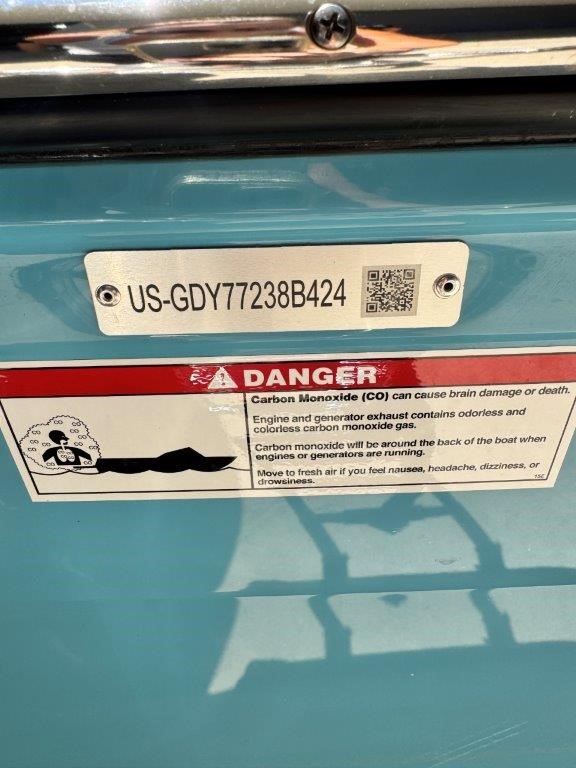 US-GDY77238B424
DANGER
Carbon Monoxide (CO) can cause brain damage or death.
Engine and generator exhaust contains odorless and
colorless carbon monoxide gas.
Carbon monoxide will be around the back of the boat when
engines or generators are running.
Move to fresh air if you feel nausea, headache, dizziness, or
drowsiness.